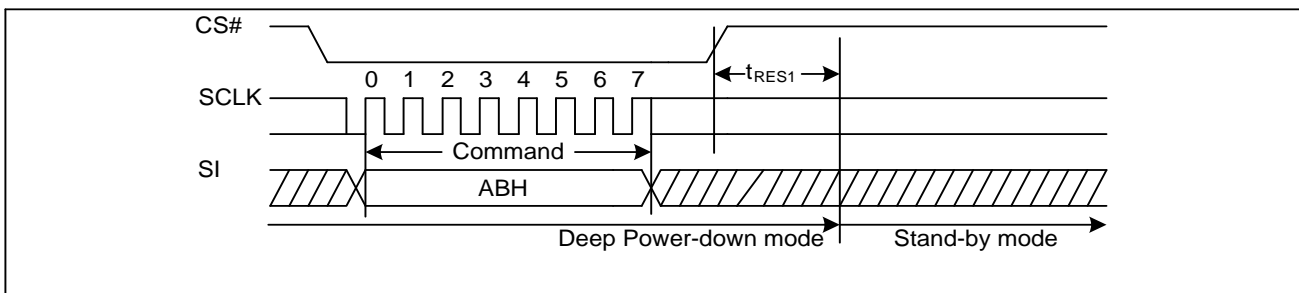 CS#
0 1 2 3 4 5 6 7
tRES1
SCLK
Command
SI
ABH
Deep Power-down mode
Stand-by mode